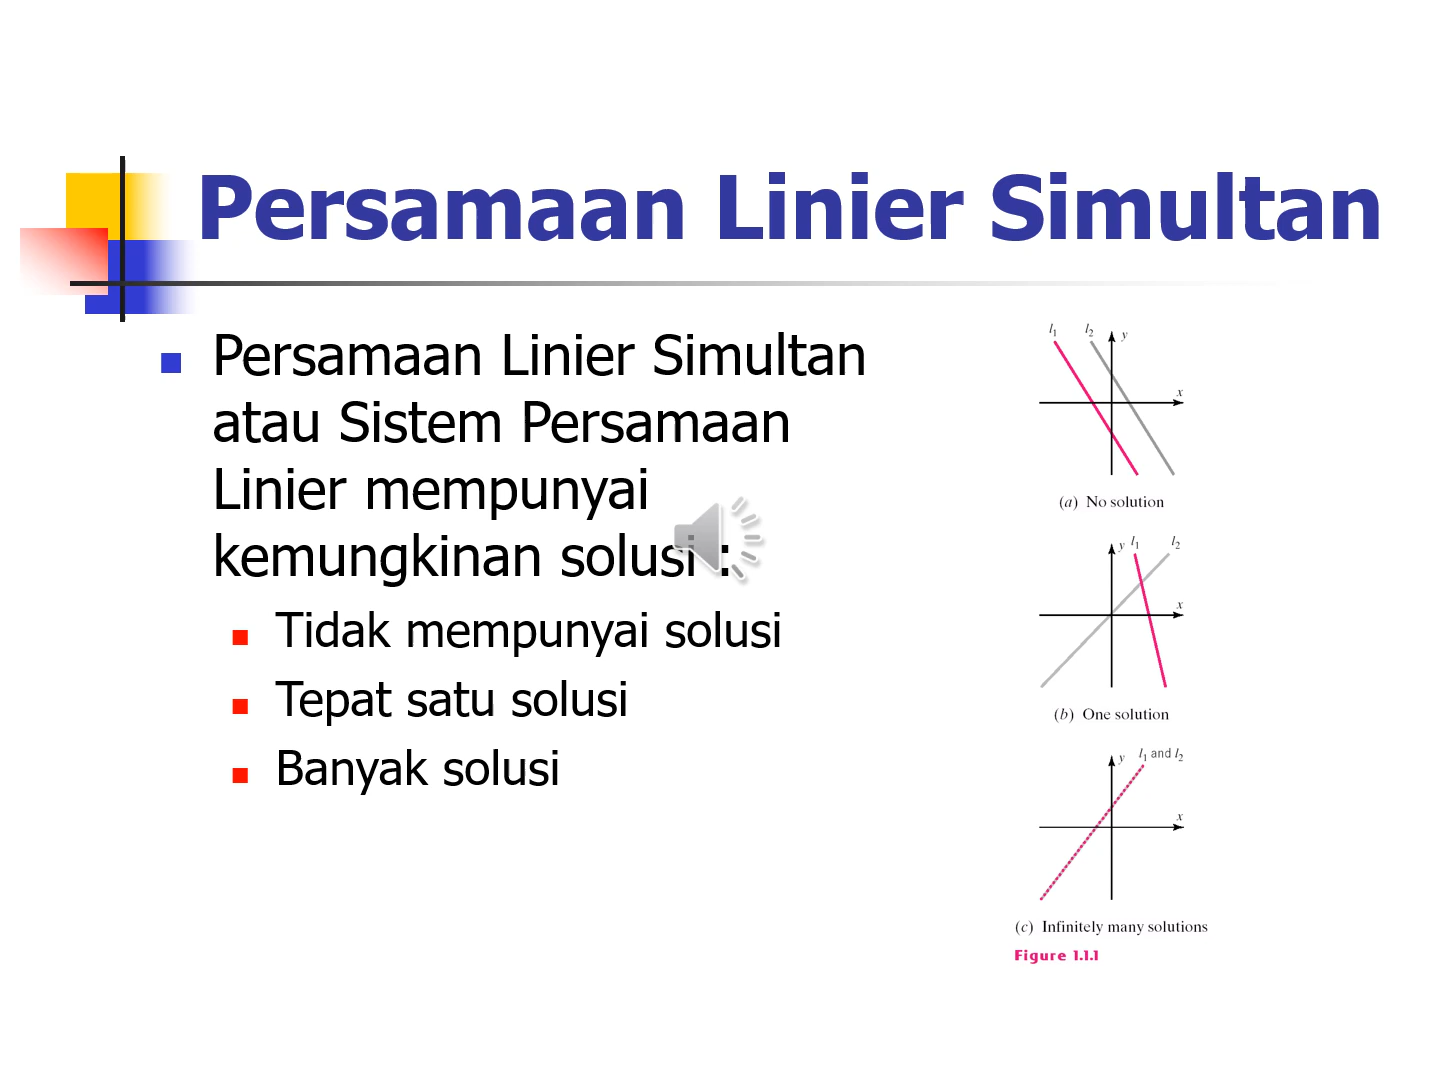 Persamaan Linier Simultan
Persamaan Linier Simultan
atau Sistem Persamaan
Linier mempunyai
kemungkinan solusi :
Tidak mempunyai solusi
Tepat satu solusi
Banyak solusi
l1 l2 y
x
(a) No solution
y l1 l2
x
(b) One solution
y l1 and l2
x
(c) Infinitely many solutions
Figure 1.1.1